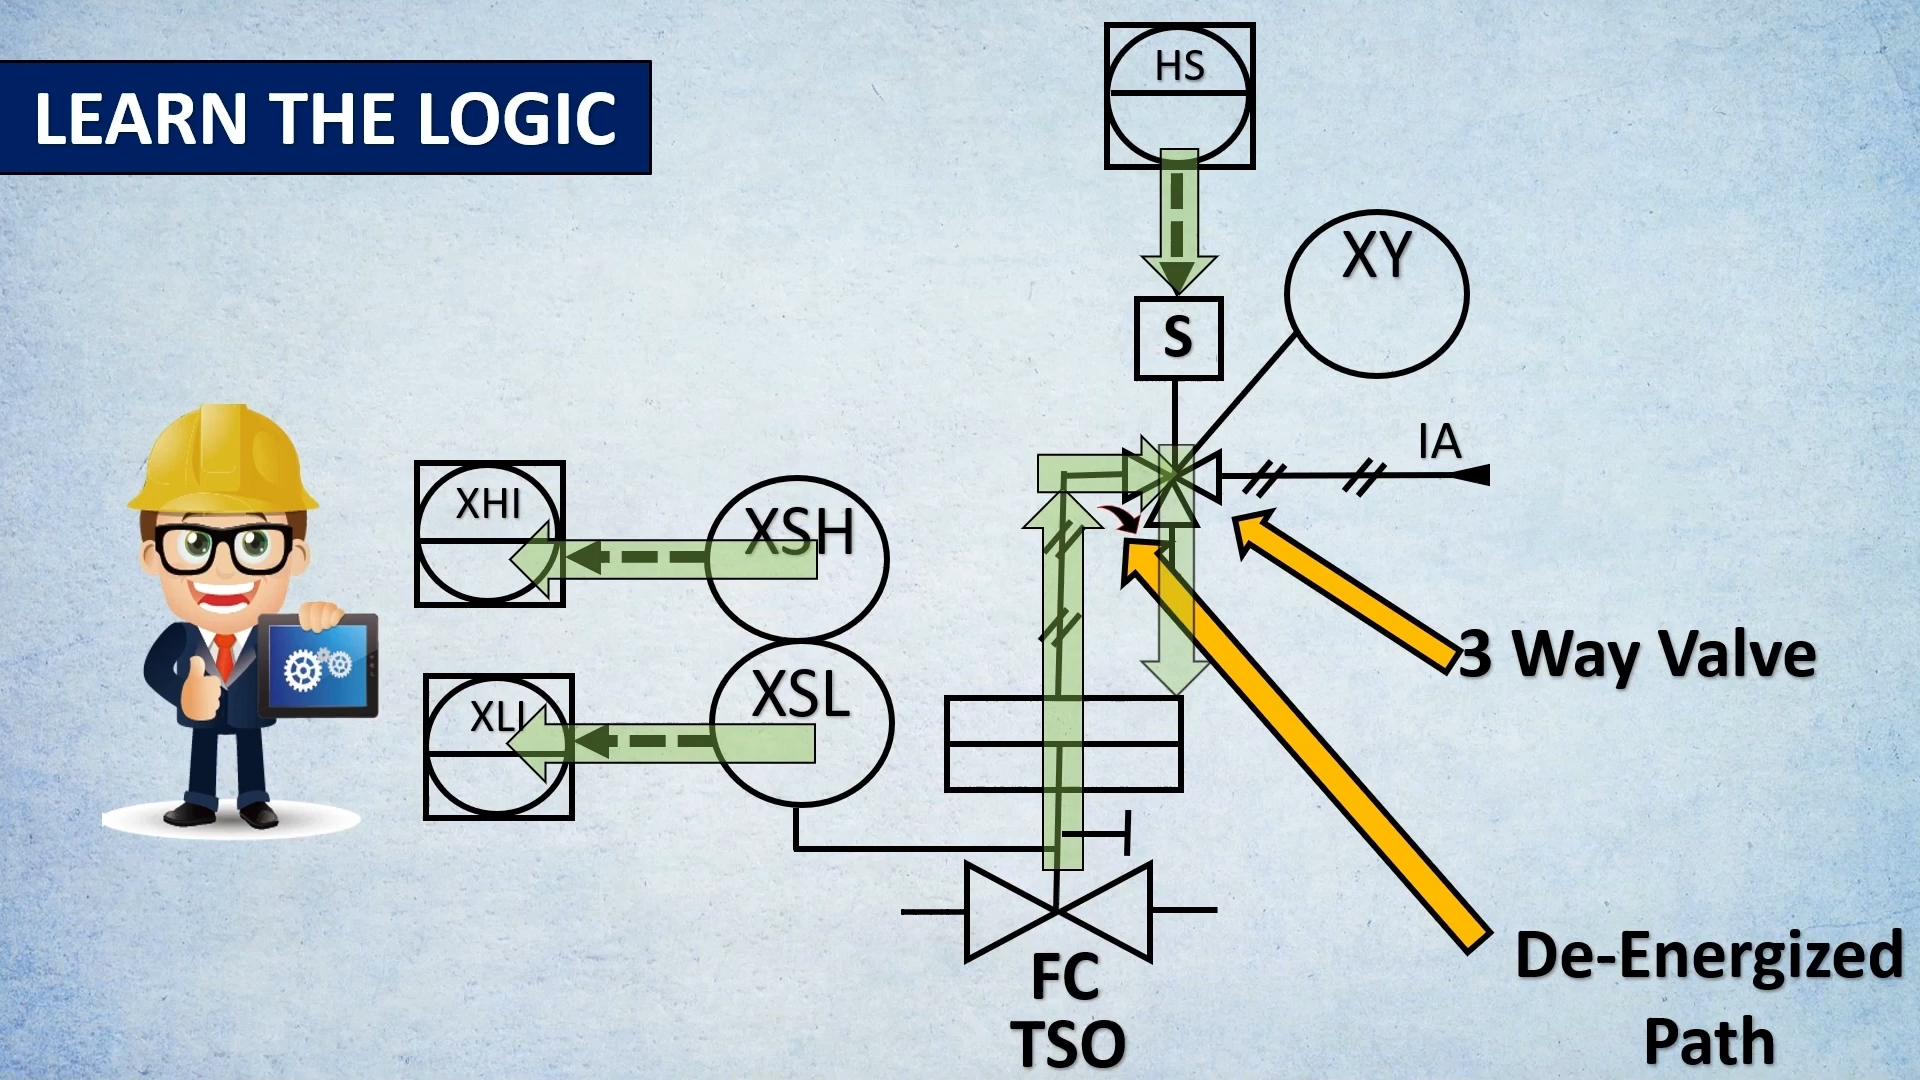 LEARN THE LOGIC
HS
XY
S
IA
XHI
XSH
XLI
XSL
3 Way Valve
FC
TSO
De-Energized
Path